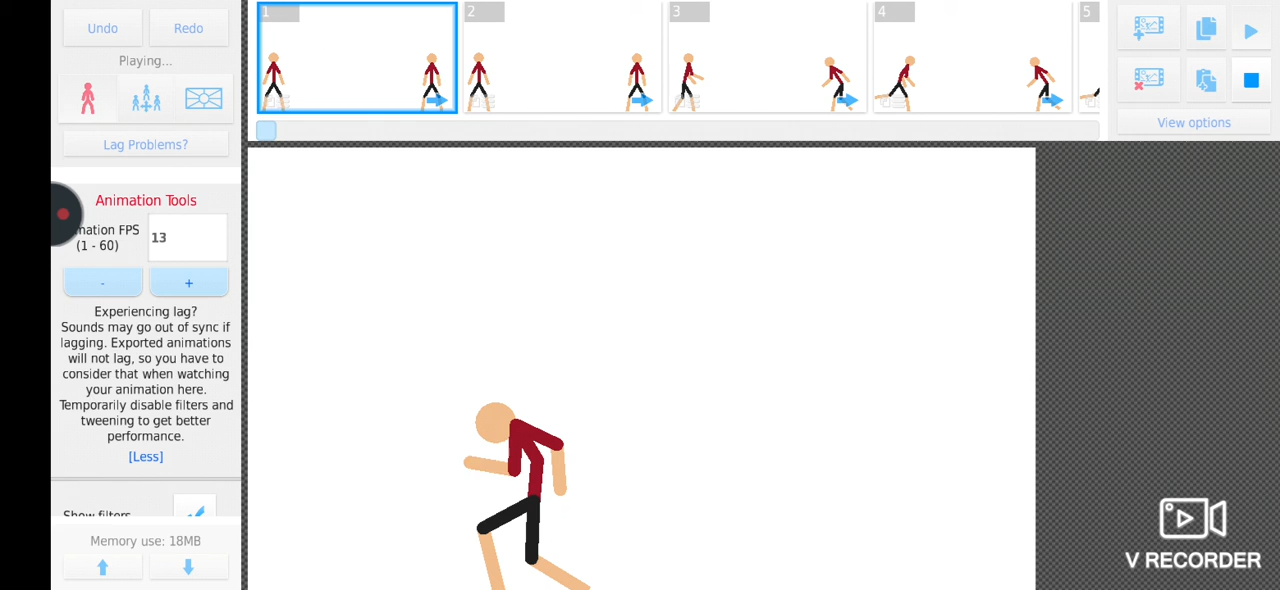 Undo
Redo
Playing...
Lag Problems?
1
2
3
4
5
View options
Animation Tools
mation FPS
(1 - 60)
13
-
+
Experiencing lag?
Sounds may go out of sync if
lagging. Exported animations
will not lag, so you have to
consider that when watching
your animation here.
Temporarily disable filters and
tweening to get better
performance.
[Less]
Show filters
Memory use: 18MB
V RECORDER